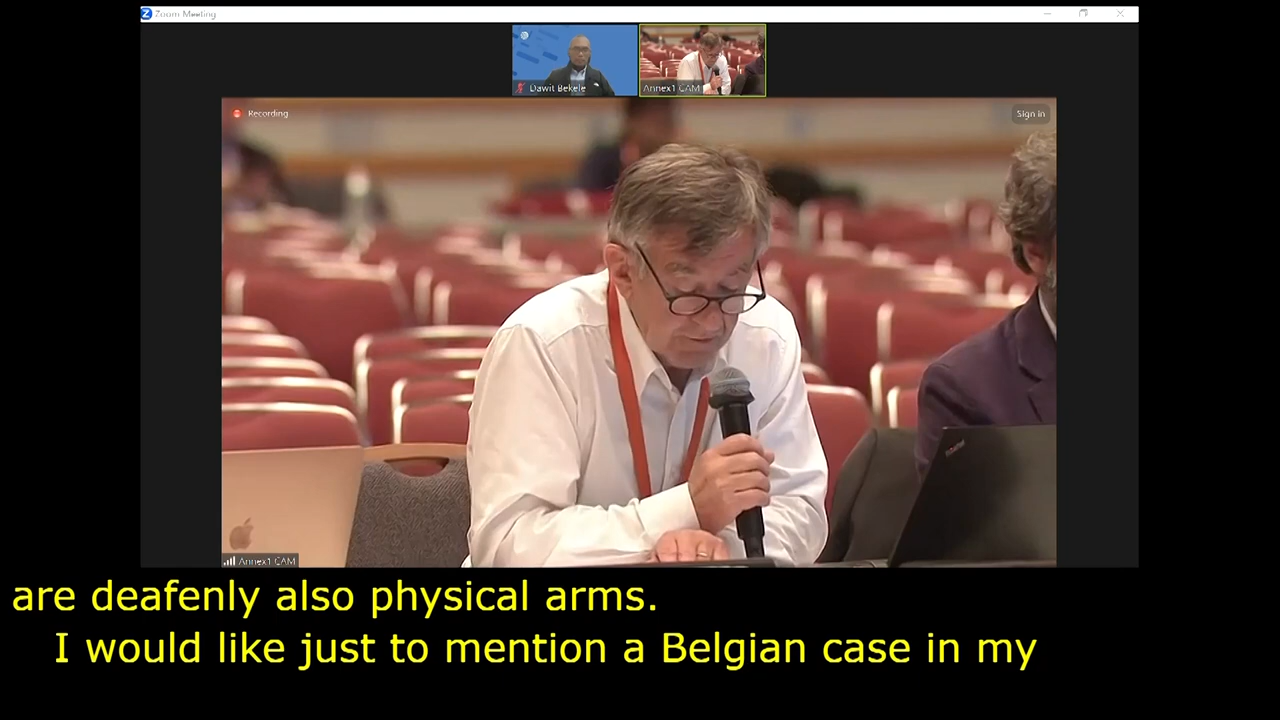 Zoom Meeting
Dawit Bekele
Annex1 CAM
Recording
Sign in
Annex1 CAM
are deafenly also physical arms.
I would like just to mention a Belgian case in my